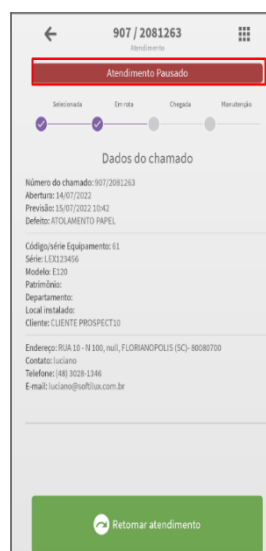 907 / 2081263
Atendimento
Atendimento Pausado
Selecionada Em rota Chegada Manutenção
Dados do chamado
Número do chamado: 907/2081263
Abertura: 14/07/2022
Previsão: 15/07/2022 10:42
Defeito: ATOLAMENTO PAPEL
Código/série Equipamento: 61
Série: LEX123456
Modelo: E120
Patrimônio:
Departamento:
Local instalado:
Cliente: CLIENTE PROSPECT10
Endereço: RUA 10 - N 100, null, FLORIANOPOLIS (SC)- 80080700
Contato: luciano
Telefone: (48) 3028-1346
E-mail: luciano@softilux.com.br
Retomar atendimento